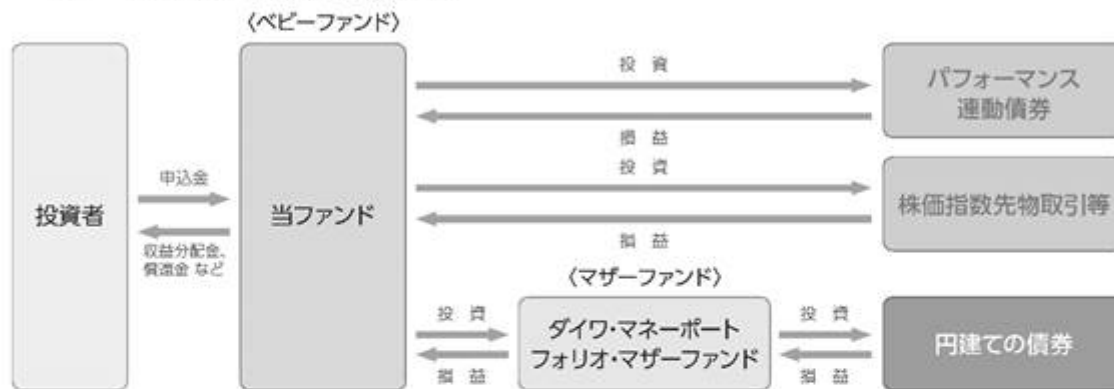 〈ベビーファンド〉
投資者
申込金
収益分配金、
償還金 など
当ファンド
投 資
損 益
パフォーマンス
連動債券
投 資
損 益
株価指数先物取引等
〈マザーファンド〉
投 資
損 益
ダイワ・マネーポート
フォリオ・マザーファンド
投 資
損 益
円建ての債券